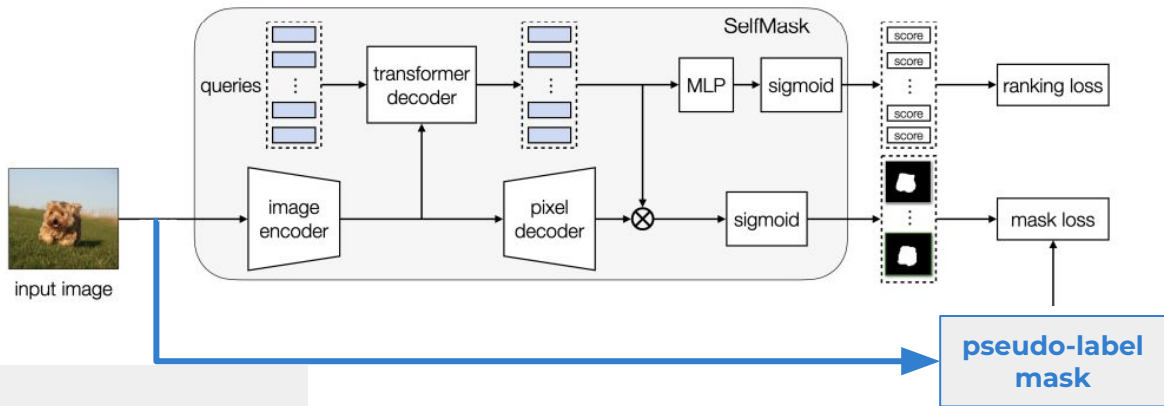 SelfMask
queries
transformer
decoder
MLP
sigmoid
score
score
score
score
ranking loss
image
encoder
pixel
decoder
sigmoid
mask loss
input image
pseudo-label
mask